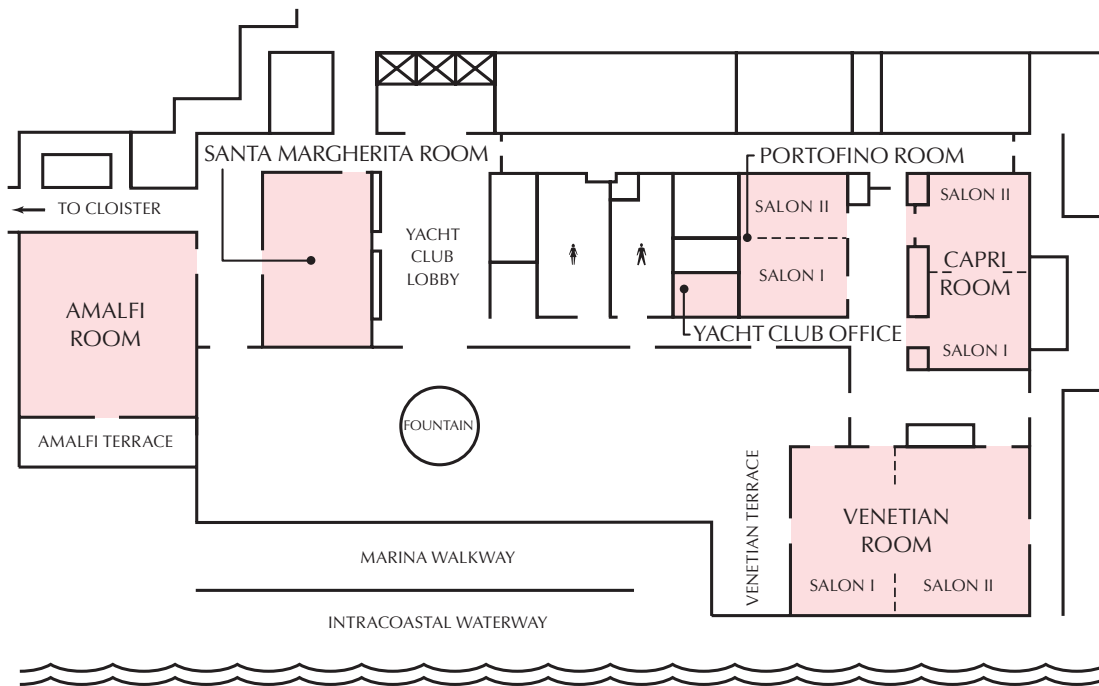 SANTA MARGHERITA ROOM
PORTOFINO ROOM
TO CLOISTER
SALON II
SALON II
YACHT
CLUB
LOBBY
SALON I
CAPRI
ROOM
AMALFI
ROOM
YACHT CLUB OFFICE
SALON I
FOUNTAIN
AMALFI TERRACE
VENETIAN TERRACE
VENETIAN
ROOM
MARINA WALKWAY
SALON I
SALON II
INTRACOASTAL WATERWAY